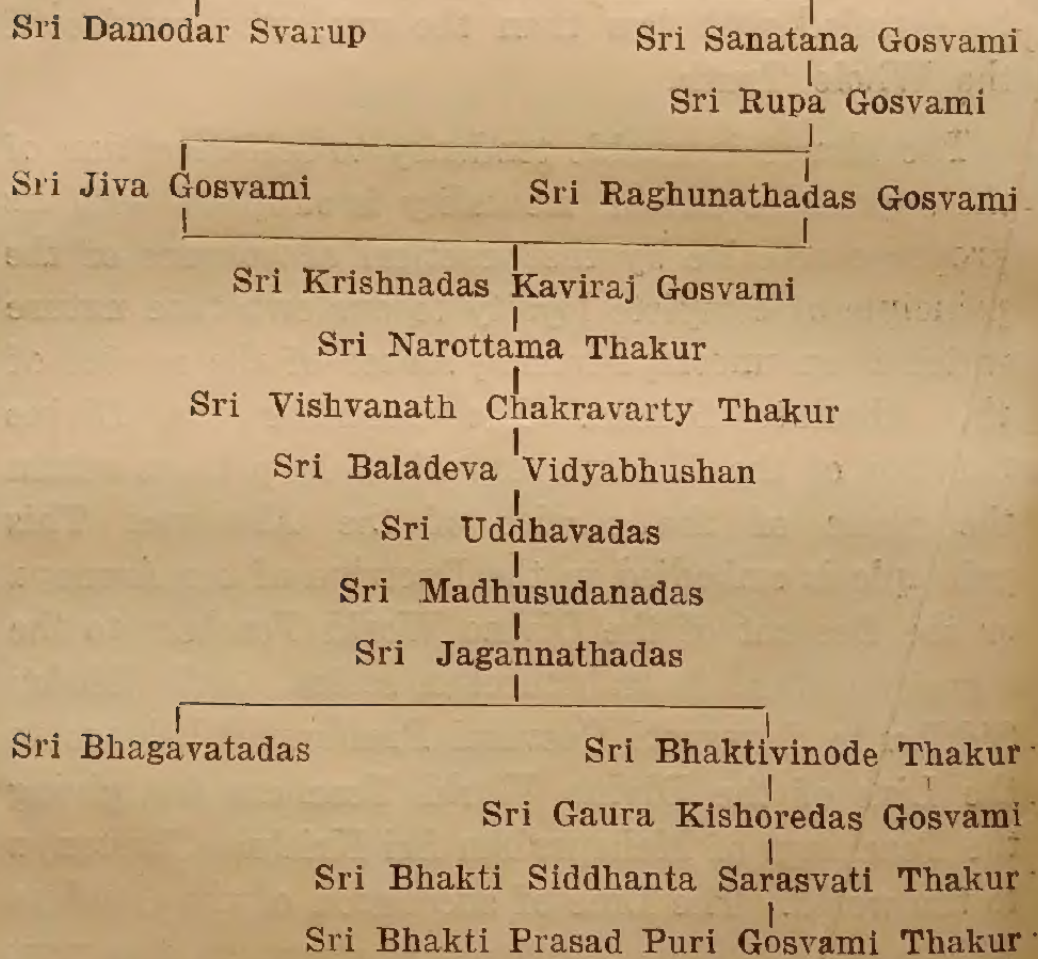 Sri Damodar Svarup Sri Sanatana Gosvami
Sri Rupa Gosvami
Sri Jiva Gosvami Sri Raghunathadas Gosvami
Sri Krishnadas Kaviraj Gosvami
Sri Narottama Thakur
Sri Vishvanath Chakravarty Thakur
Sri Baladeva Vidyabhushan
Sri Uddhavadas
Sri Madhusudanadas
Sri Jagannathadas
Sri Bhagavatadas Sri Bhaktivinode Thakur
Sri Gaura Kishoredas Gosvami
Sri Bhakti Siddhanta Sarasvati Thakur
Sri Bhakti Prasad Puri Gosvami Thakur